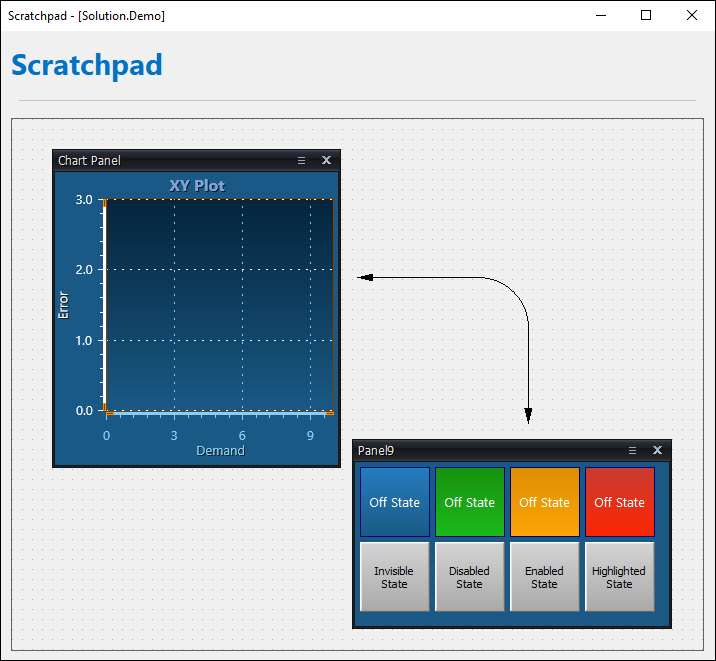 Scratchpad - [Solution.Demo]
Scratchpad
Chart Panel
XY Plot
3.0
2.0
1.0
0.0
Error
0 3 6 9
Demand
Panel9
Off State Off State Off State Off State
Invisible Disabled Enabled Highlighted
State State State State